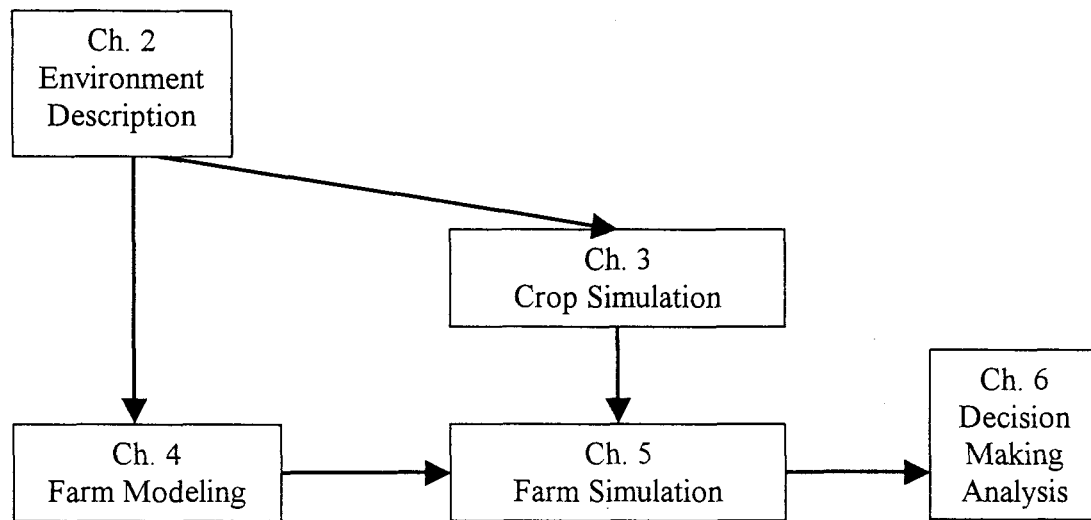 Ch. 2
Environment
Description
Ch. 3
Crop Simulation
Ch. 4
Farm Modeling
Ch. 5
Farm Simulation
Ch. 6
Decision
Making
Analysis